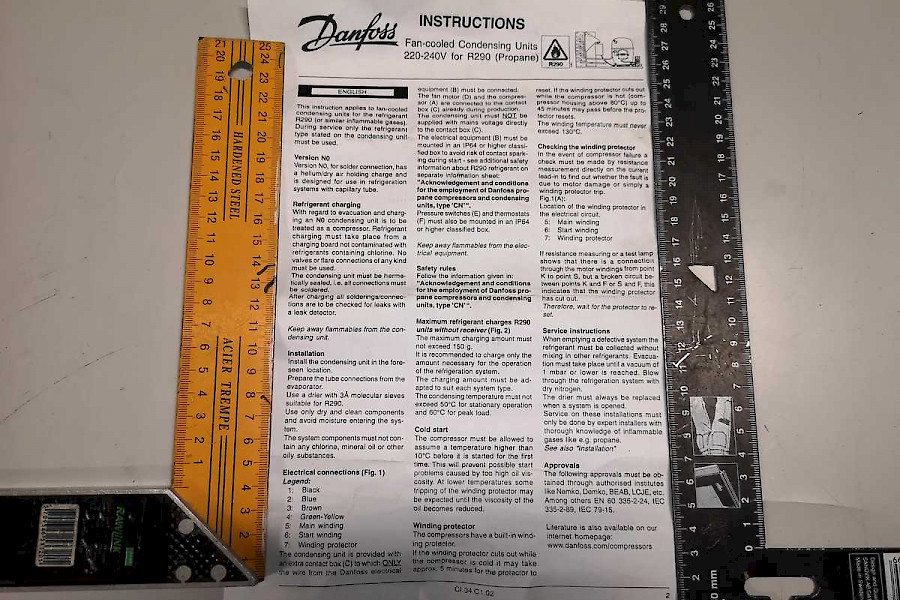 Danfoss
INSTRUCTIONS
Fan-cooled Condensing Units
220-240V for R290 (Propane)
R290
ENGLISH
This instruction applies to fan-cooled
condensing units for the refrigerant
R290 (or similar inflammable gases).
During service only the refrigerant
type stated on the condensing unit
must be used.
Version N0
Version N0, for solder connection, has
a helium/dry air holding charge and
is designed for use in refrigeration
systems with capillary tube.
Refrigerant charging
With regard to evacuation and charg-
ing an N0 condensing unit is to be
treated as a compressor. Refrigerant
charging must take place from a
charging board not contaminated with
refrigerants containing chlorine. No
valves or flare connections of any kind
must be used.
The condensing unit must be herme-
tically sealed, i.e. all connections must
be soldered.
After charging all soldering/connec-
tions are to be checked for leaks with
a leak detector.
Keep away flammables from the con-
densing unit.
Installation
Install the condensing unit in the fore-
seen location.
Prepare the tube connections from the
evaporator.
Use a drier with 3Å molecular sieves
suitable for R290.
Use only dry and clean components
and avoid moisture entering the sys-
tem.
The system components must not con-
tain any chlorine, mineral oil or other
oily substances.
Electrical connections (Fig. 1)
Legend:
1: Black
2: Blue
3: Brown
4: Green-Yellow
5: Main winding
6: Start winding
7: Winding protector
The condensing unit is provided with
an extra contact box (C) to which ONLY
the wire from the Danfoss electrical
equipment (B) must be connected.
The fan motor (D) and the compres-
sor (A) are connected to the contact
box (C) already during production.
The condensing unit must NOT be
supplied with mains voltage directly
to the contact box (C).
The electrical equipment (B) must be
mounted in an IP64 or higher classi-
fied box to avoid risk of contact spark-
ing during start - see additional safety
information about R290 refrigerant on
separate information sheet:
"Acknowledgement and conditions
for the employment of Danfoss pro-
pane compressors and condensing
units, type 'CN'".
Pressure switches (E) and thermostats
(F) must also be mounted in an IP64
or higher classified box.
Keep away flammables from the elec-
trical equipment.
Safety rules
Follow the information given in:
"Acknowledgement and conditions
for the employment of Danfoss pro-
pane compressors and condensing
units, type 'CN'".
Maximum refrigerant charges R290
units without receiver (Fig. 2)
The maximum charging amount must
not exceed 150 g.
It is recommended to charge only the
amount necessary for the operation
of the refrigeration system.
The charging amount must be ad-
apted to suit each system type.
The condensing temperature must not
exceed 50°C for stationary operation
and 60°C for peak load.
Cold start
The compressor must be allowed to
assume a temperature higher than
10°C before it is started for the first
time. This will prevent possible start
problems caused by too high oil vis-
cosity. At lower temperatures some
tripping of the winding protector may
be expected until the viscosity of the
oil becomes reduced.
Winding protector
The compressors have a built-in wind-
ing protector.
If the winding protector cuts out while
the compressor is cold it may take
approx. 5 minutes for the protector to
reset. If the winding protector cuts out
while the compressor is hot (com-
pressor housing above 80°C) up to
45 minutes may pass before the pro-
tector resets.
The winding temperature must never
exceed 130°C.
Checking the winding protector
In the event of compressor failure a
check must be made by resistance
measurement directly on the current
lead-in to find out whether the fault is
due to motor damage or simply a
winding protector trip.
Fig.1(A):
Location of the winding protector in
the electrical circuit.
5: Main winding
6: Start winding
7: Winding protector
If resistance measuring or a test lamp
shows that there is a connection
through the motor windings from point
K to point S, but a broken circuit be-
tween points K and F or S and F, this
indicates that the winding protector
has cut out.
Therefore, wait for the protector to re-
set.
Service instructions
When emptying a defective system the
refrigerant must be collected without
mixing in other refrigerants. Evacua-
tion must take place until a vacuum of
1 mbar or lower is reached. Blow
through the refrigeration system with
dry nitrogen.
The drier must always be replaced
when a system is opened.
Service on these installations must
only be done by expert installers with
thorough knowledge of inflammable
gases like e.g. propane.
See also "Installation"
Approvals
The following approvals must be ob-
tained through authorised institutes
like Nemko, Demko, BEAB, LCJE, etc.
Among others EN 60 335-2-24, IEC
335-2-89, IEC 79-15.
Literature is also available on our
internet homepage:
www.danfoss.com/compressors
CI.34.C1.02
2
HARDENED STEEL
ACIER TREMPE
mm